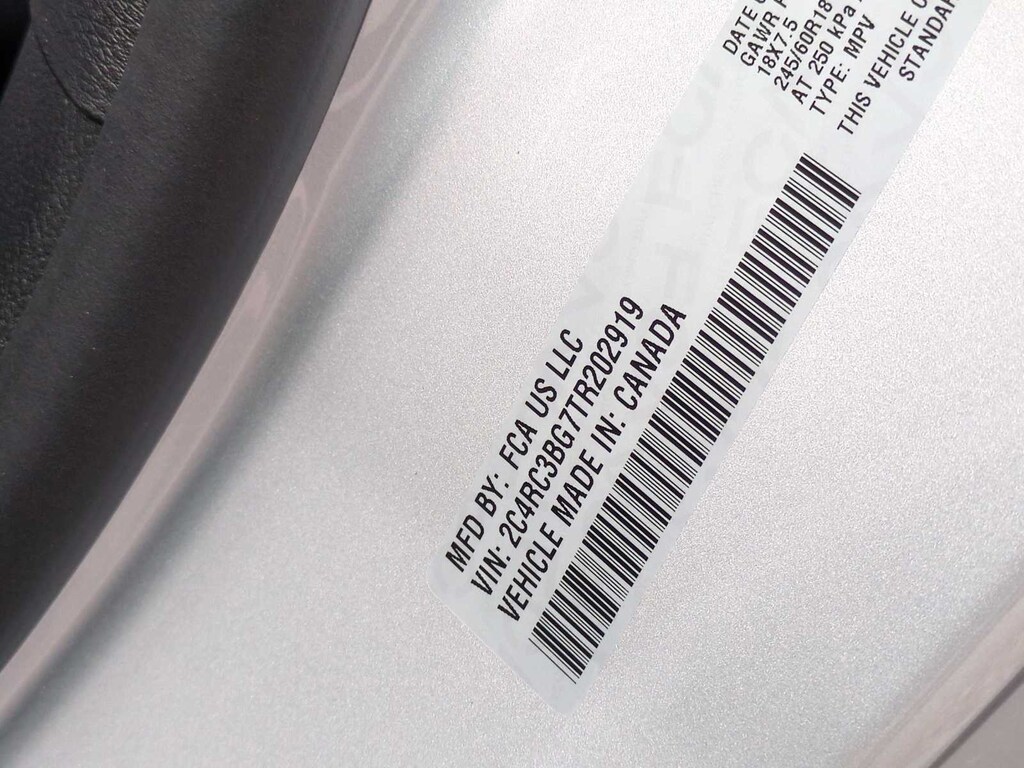 MFD BY: FCA US LLC
VIN: 2C4RC3BG7TR202919
VEHICLE MADE IN: CANADA
DATE
GAWR
18X7.5
245/60R18
AT 250 kPa
TYPE: MPV
THIS VEHICLE